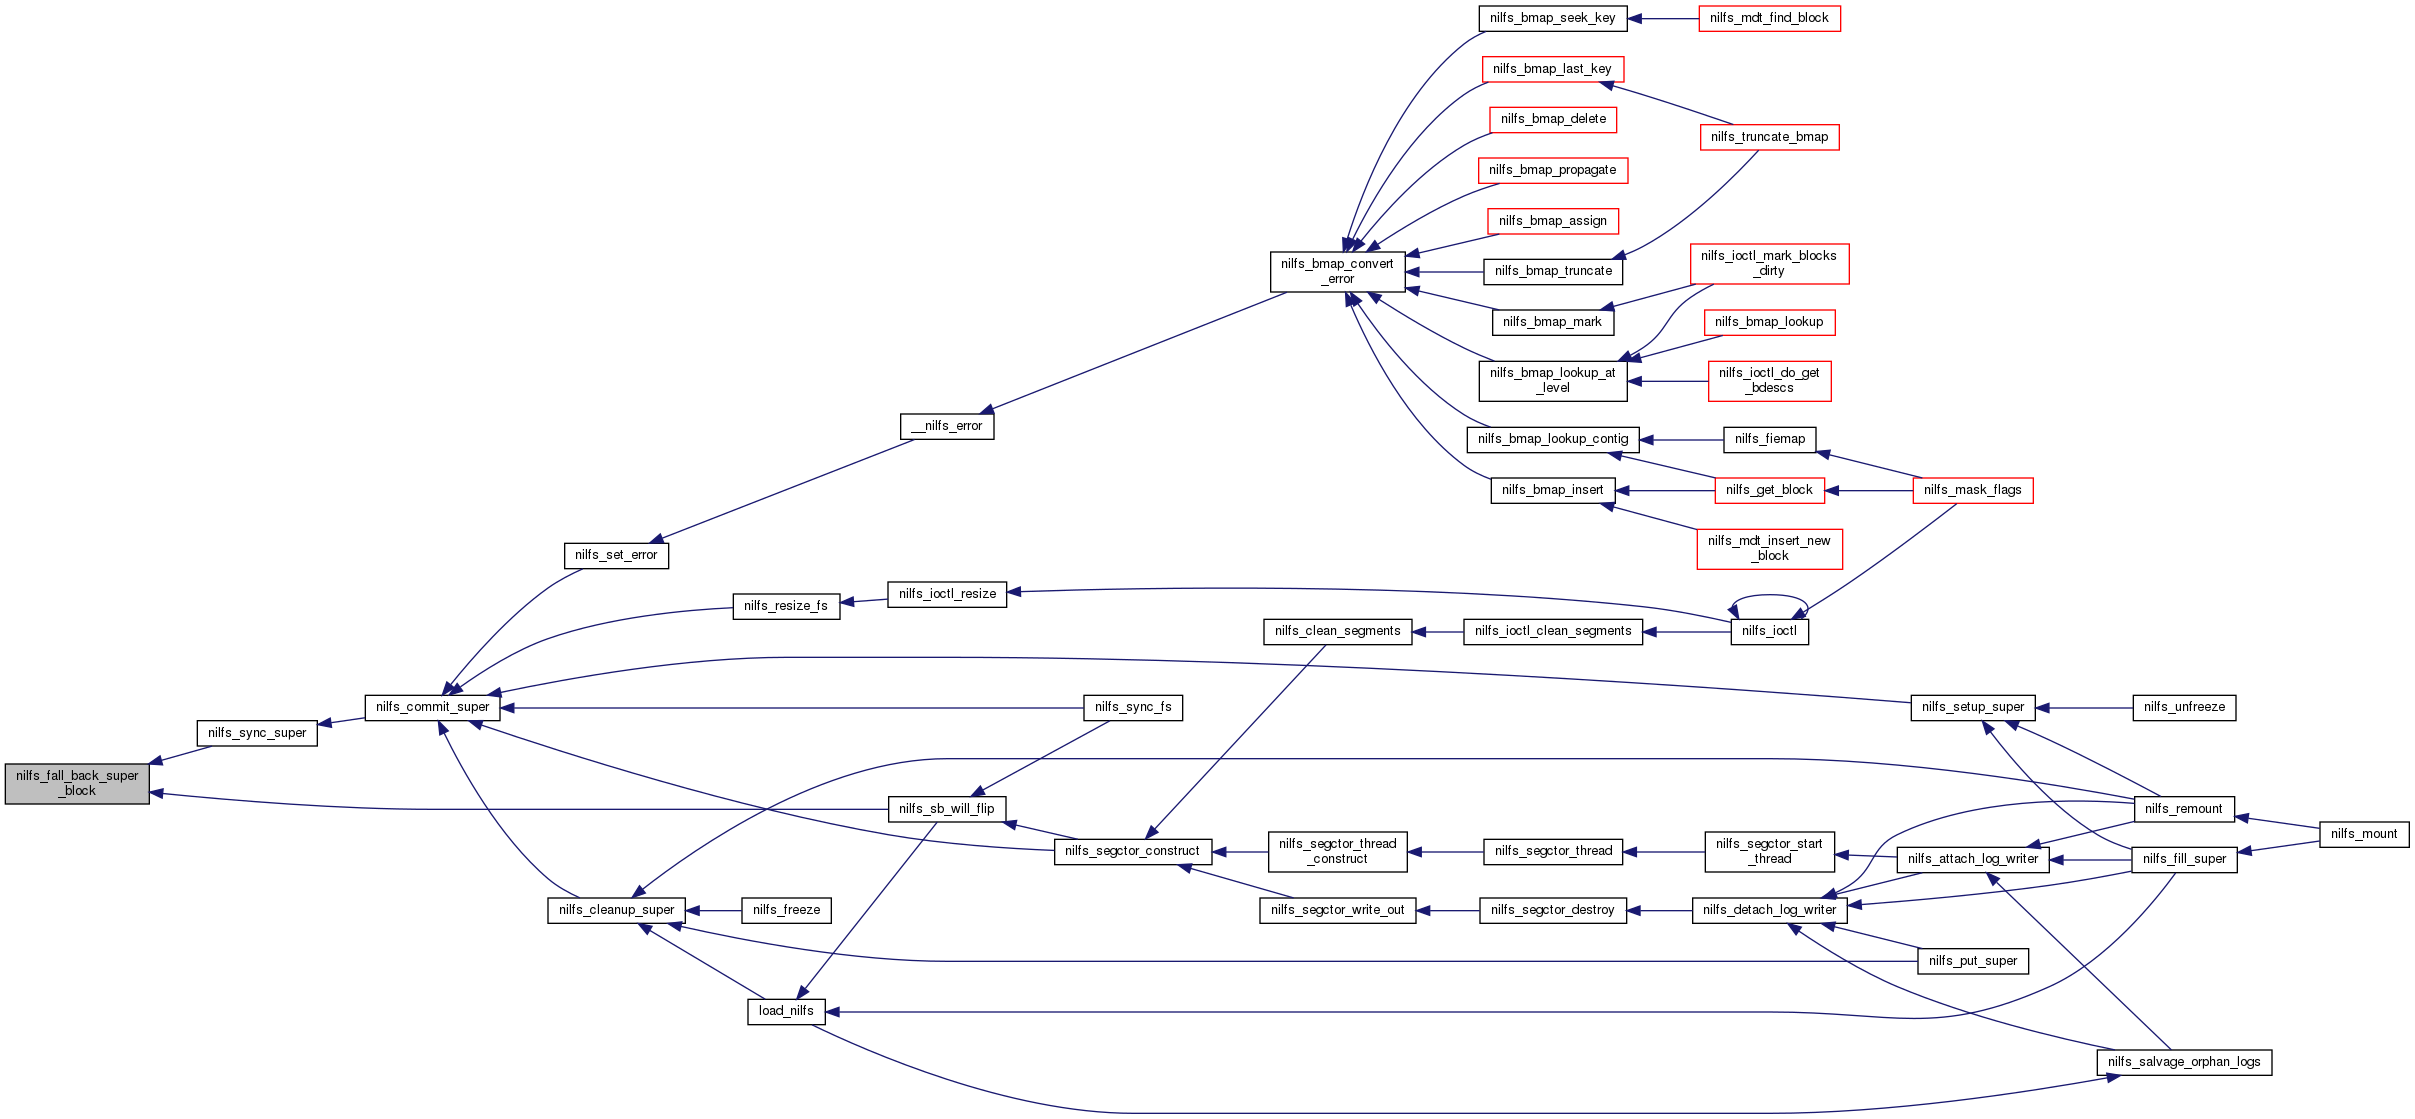 nilfs_bmap_seek_key
nilfs_mdt_find_block
nilfs_bmap_last_key
nilfs_bmap_delete
nilfs_truncate_bmap
nilfs_bmap_propagate
nilfs_bmap_assign
nilfs_bmap_convert
_error
nilfs_bmap_truncate
nilfs_ioctl_mark_blocks
_dirty
nilfs_bmap_mark
nilfs_bmap_lookup
nilfs_bmap_lookup_at
_level
nilfs_ioctl_do_get
_bdescs
__nilfs_error
nilfs_bmap_lookup_contig
nilfs_fiemap
nilfs_bmap_insert
nilfs_get_block
nilfs_mask_flags
nilfs_set_error
nilfs_mdt_insert_new
_block
nilfs_resize_fs
nilfs_ioctl_resize
nilfs_clean_segments
nilfs_ioctl_clean_segments
nilfs_ioctl
nilfs_commit_super
nilfs_sync_fs
nilfs_setup_super
nilfs_unfreeze
nilfs_sync_super
nilfs_fall_back_super
_block
nilfs_sb_will_flip
nilfs_remount
nilfs_mount
nilfs_segctor_construct
nilfs_segctor_thread
_construct
nilfs_segctor_thread
nilfs_segctor_start
_thread
nilfs_attach_log_writer
nilfs_fill_super
nilfs_cleanup_super
nilfs_freeze
nilfs_segctor_write_out
nilfs_segctor_destroy
nilfs_detach_log_writer
nilfs_put_super
load_nilfs
nilfs_salvage_orphan_logs